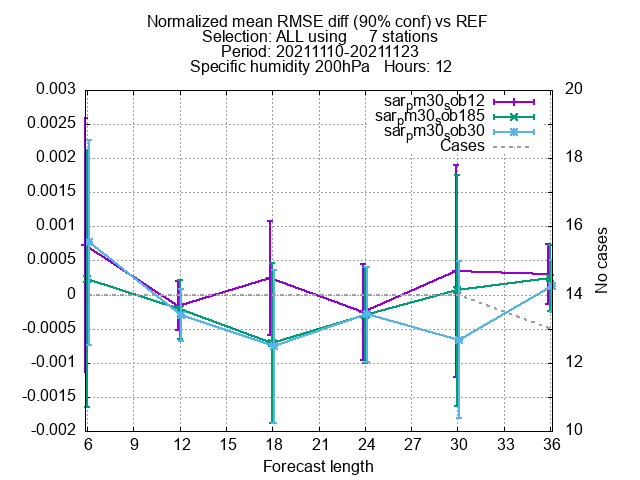 Normalized mean RMSE diff (90% conf) vs REF
Selection: ALL using 7 stations
Period: 20211110-20211123
Specific humidity 200hPa Hours: 12
0.003
0.0025
0.002
0.0015
0.001
0.0005
0
-0.0005
-0.001
-0.0015
-0.002
20
18
16
14
12
10
No cases
sarpm30sob12
sarpm30sob185
sarpm30sob30
Cases
6 9 12 15 18 21 24 27 30 33 36
Forecast length